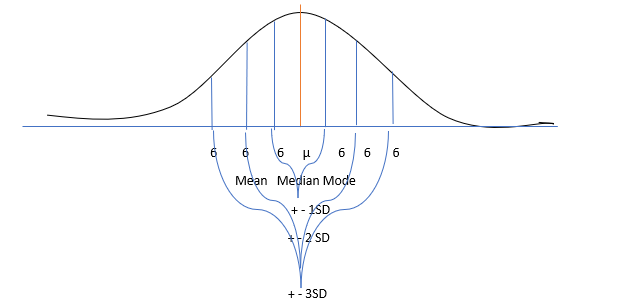 6 6 6 μ 6 6 6
Mean Median Mode
+ - 1SD
+ - 2 SD
+ - 3SD